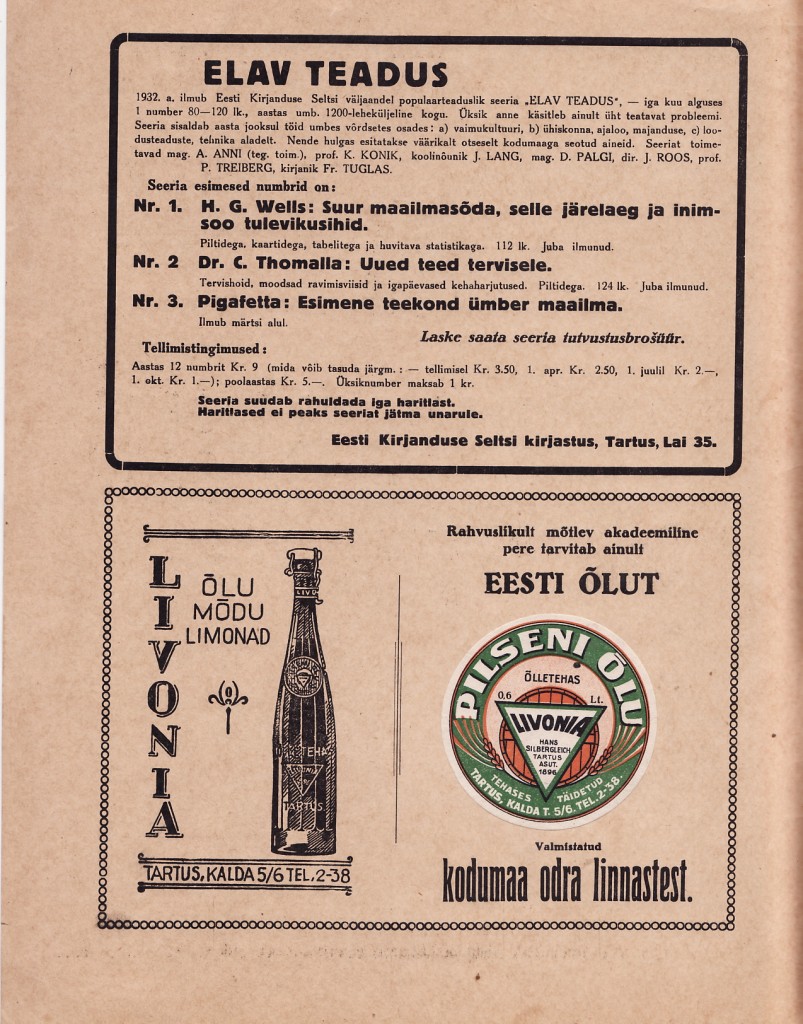 ELAV TEADUS
1932. a. ilmub Eesti Kirjanduse Seltsi väljaandel populaarteaduslik seeria „ELAV TEADUS", — iga kuu alguses
1 number 80—120 lk., aastas umb. 1200-leheküljeline kogu. Üksik anne käsitleb ainult üht teatavat probleemi.
Seeria sisaldab aasta jooksul töid umbes võrdsetes osades: a) vaimukultuuri, b) ühiskonna, ajaloo, majanduse, c) loo-
dusteaduste, tehnika aladelt. Nende hulgas esitatakse väärikalt otseselt kodumaaga seotud aineid. Seeriat toime-
tavad mag. A. ANNI (teg. toim.), prof. K. KONIK, koolinõunik J. LANG, mag. D. PALGI, dir. J. ROOS, prof.
P. TREIBERG, kirjanik Fr. TUGLAS.
Seeria esimesed numbrid on:
Nr. 1. H. G. Wells: Suur maailmasõda, selle järelaeg ja inim-
soo tulevikusihid.
Piltidega, kaartidega, tabelitega ja huvitava statistikaga. 112 lk. Juba ilmunud.
Nr. 2 Dr. C. Thomalla: Uued teed tervisele.
Tervishoid, moodsad ravimisviisid ja igapäevased kehaharjutused. Piltidega. 124 lk. Juba ilmunud.
Nr. 3. Pigafetta: Esimene teekond ümber maailma.
Ilmub märtsi alul.
Laske saata seeria tutvustusbrošüür.
Tellimistingimused:
Aastas 12 numbrit Kr. 9 (mida võib tasuda järgm.: — tellimisel Kr. 3.50, 1. apr. Kr. 2.50, 1. juulil Kr. 2.—,
1. okt. Kr. 1.—); poolaastas Kr. 5.—. Üksiknumber maksab 1 kr.
Seeria suudab rahuldada iga haritlast.
Haritlased ei peaks seeriat jätma unarule.
Eesti Kirjanduse Seltsi kirjastus, Tartus, Lai 35.
LIVONIA
ÕLU
MÕDU
LIMONAD
LIVO
TARTUS
TARTUS, KALDA 5/6 TEL, 2-38
Rahvuslikult mõtlev akadeemiline
pere tarvitab ainult
EESTI ÕLUT
PILSENI ÕLU
ÕLLETEHAS
0,6 Lt.
LIVONIA
HANS
SILBERGLEICH
TARTUS
ASUT.
1896
TEHASES TÄIDETUD
TARTUS, KALDA T. 5/6. TEL. 2-38.
Valmistatud
kodumaa odra linnastest.